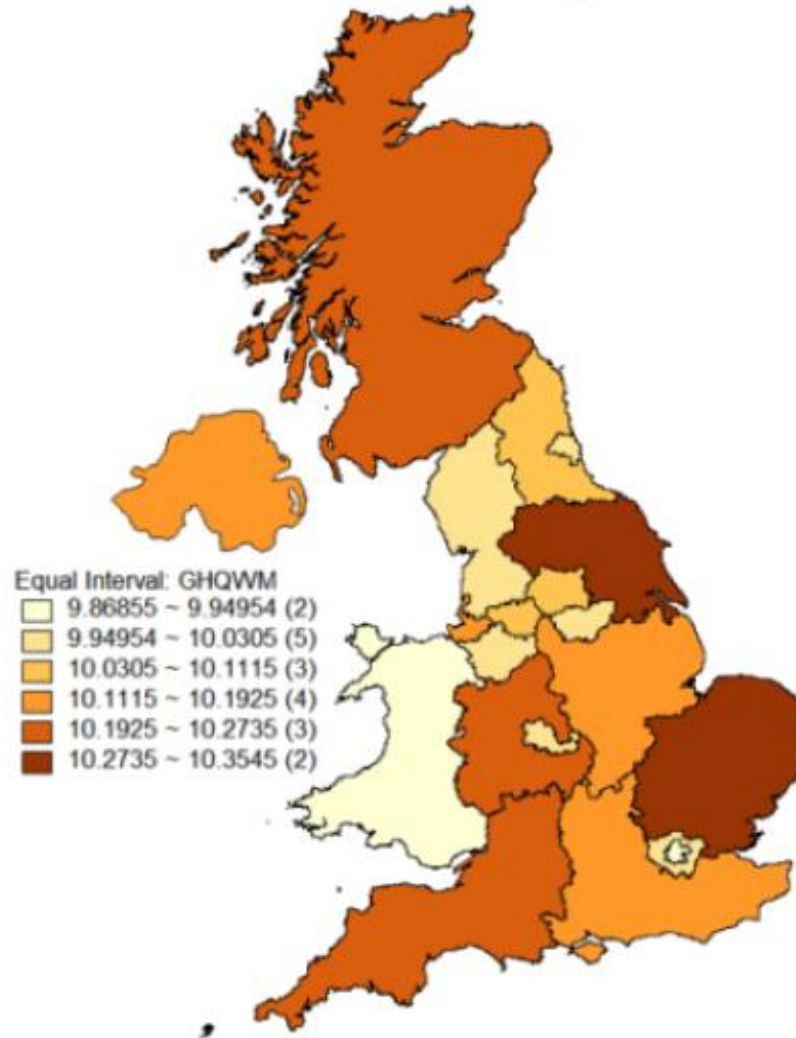 Equal Interval: GHQWM
9.86855 ~ 9.94954 (2)
9.94954 ~ 10.0305 (5)
10.0305 ~ 10.1115 (3)
10.1115 ~ 10.1925 (4)
10.1925 ~ 10.2735 (3)
10.2735 ~ 10.3545 (2)